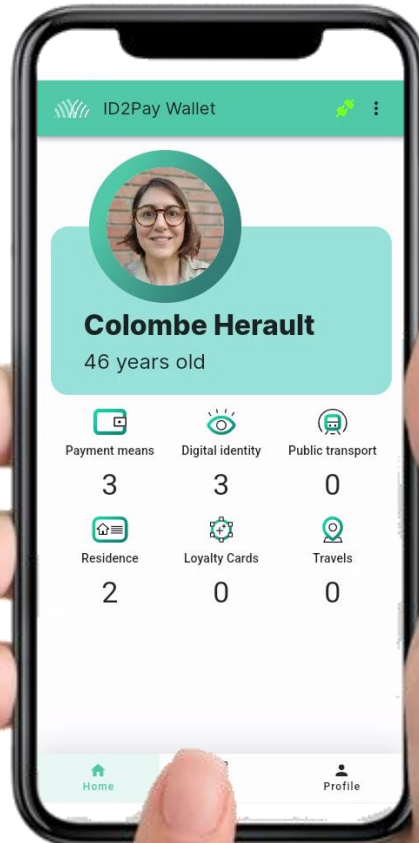 ID2Pay Wallet
Colombe Herault
46 years old
Payment means Digital identity Public transport
3 3 0
Residence Loyalty Cards Travels
2 0 0
Home Profile